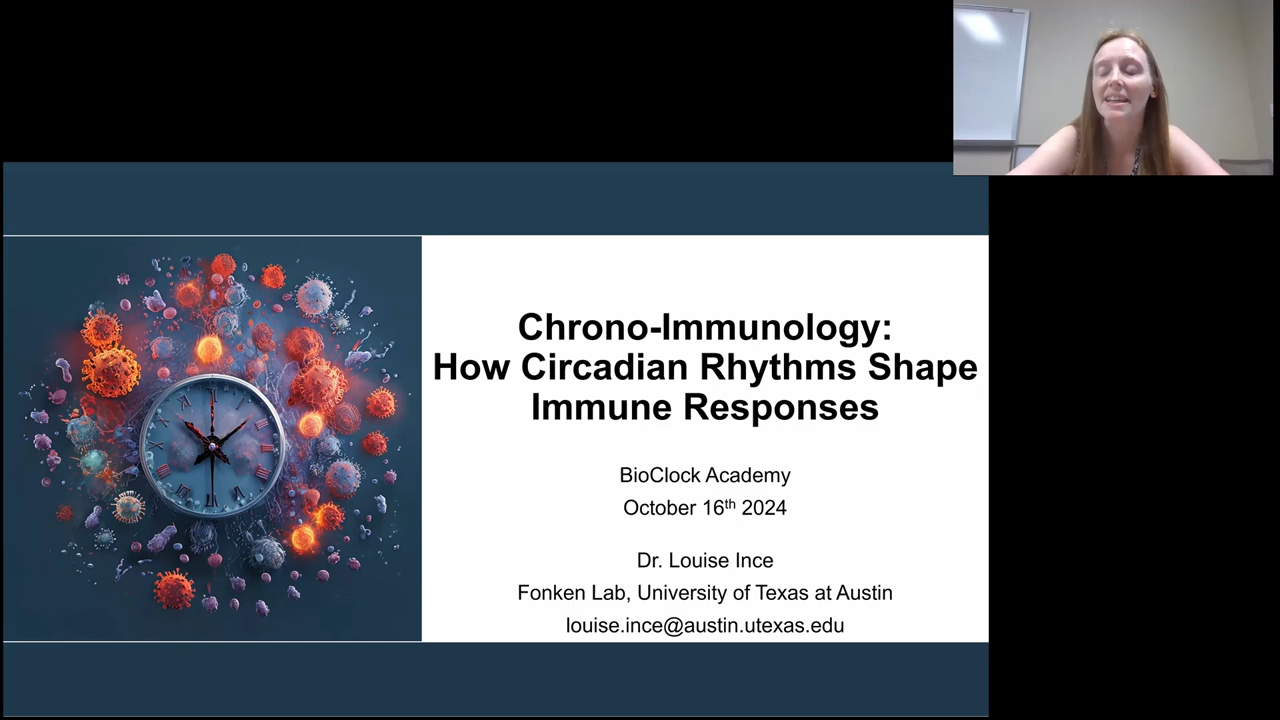 Chrono-Immunology:
How Circadian Rhythms Shape
Immune Responses
BioClock Academy
October 16th 2024
Dr. Louise Ince
Fonken Lab, University of Texas at Austin
louise.ince@austin.utexas.edu